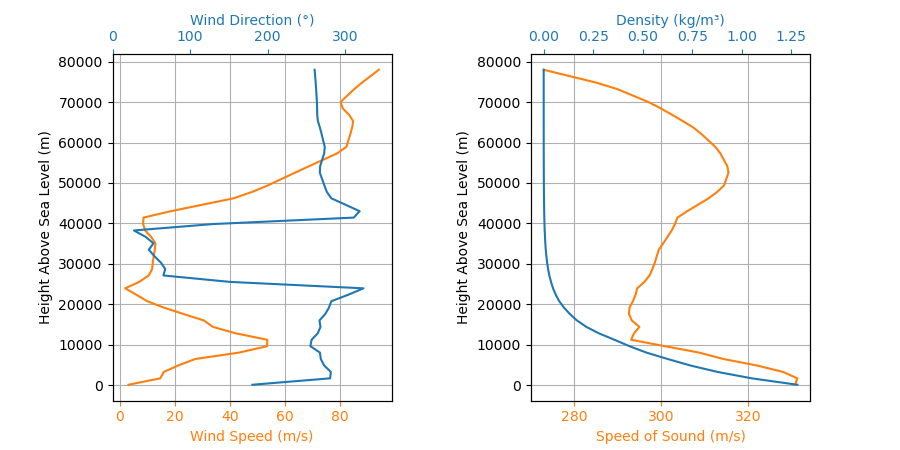 Wind Direction (°)
0 100 200 300
80000
70000
60000
50000
40000
30000
20000
10000
0
Height Above Sea Level (m)
0 20 40 60 80
Wind Speed (m/s)
Density (kg/m³)
0.00 0.25 0.50 0.75 1.00 1.25
80000
70000
60000
50000
40000
30000
20000
10000
0
Height Above Sea Level (m)
280 300 320
Speed of Sound (m/s)